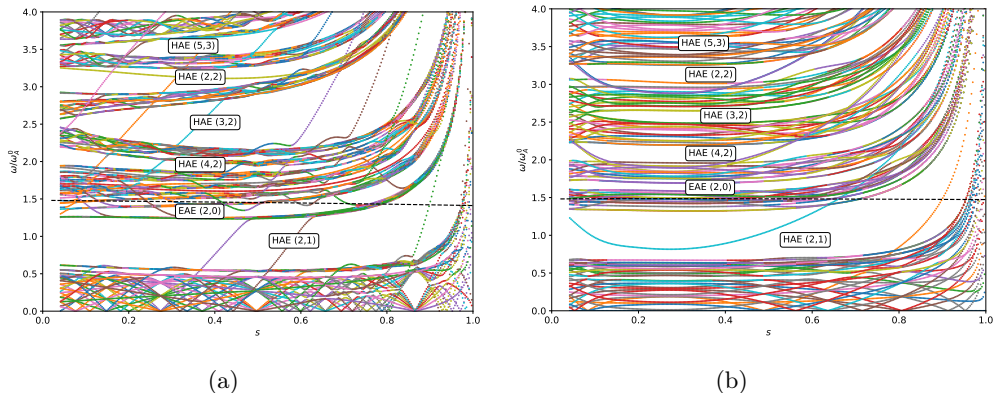 4.0
3.5
3.0
2.5
2.0
1.5
1.0
0.5
0.0
ω/ω_A^0
HAE (5,3)
HAE (2,2)
HAE (3,2)
HAE (4,2)
EAE (2,0)
HAE (2,1)
0.0 0.2 0.4 0.6 0.8 1.0
s
(a)
4.0
3.5
3.0
2.5
2.0
1.5
1.0
0.5
0.0
ω/ω_A^0
HAE (5,3)
HAE (2,2)
HAE (3,2)
HAE (4,2)
EAE (2,0)
HAE (2,1)
0.0 0.2 0.4 0.6 0.8 1.0
s
(b)